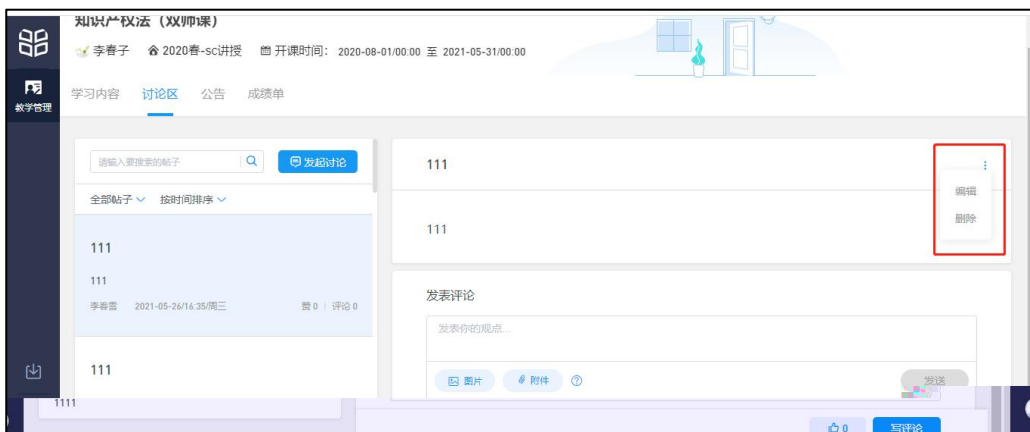 知识产权法（双师课）
李春子 2020春-sc讲授 开课时间： 2020-08-01/00:00 至 2021-05-31/00:00
教学管理
学习内容 讨论区 公告 成绩单
请输入要搜索的帖子 发起讨论
全部帖子 按时间排序
111
111
李春雪 2021-05-26/16:35/周三 赞 0 | 评论 0
111
111
编辑
删除
111
发表评论
发表你的观点...
图片 附件 发送
1111
0 写评论